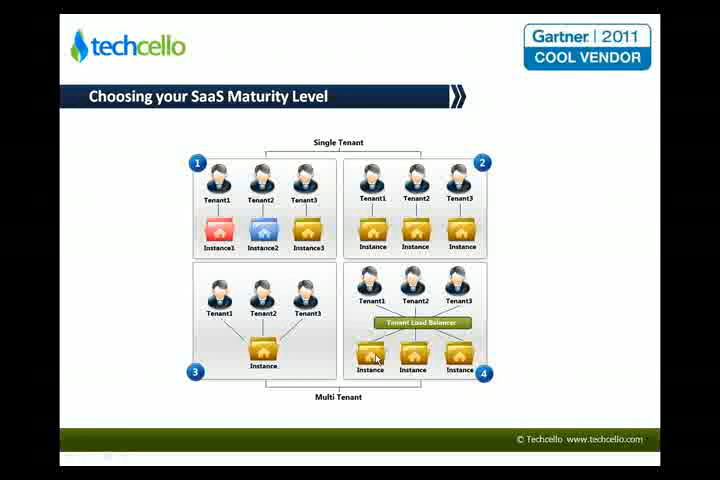 techcello
Gartner | 2011
COOL VENDOR
Choosing your SaaS Maturity Level
Single Tenant
1
2
Tenant1 Tenant2 Tenant3
Tenant1 Tenant2 Tenant3
Instance1 Instance2 Instance3
Instance Instance Instance
Tenant1 Tenant2 Tenant3
Tenant1 Tenant2 Tenant3
Tenant Load Balancer
Instance
Instance Instance Instance
3
4
Multi Tenant
© Techcello www.techcello.com